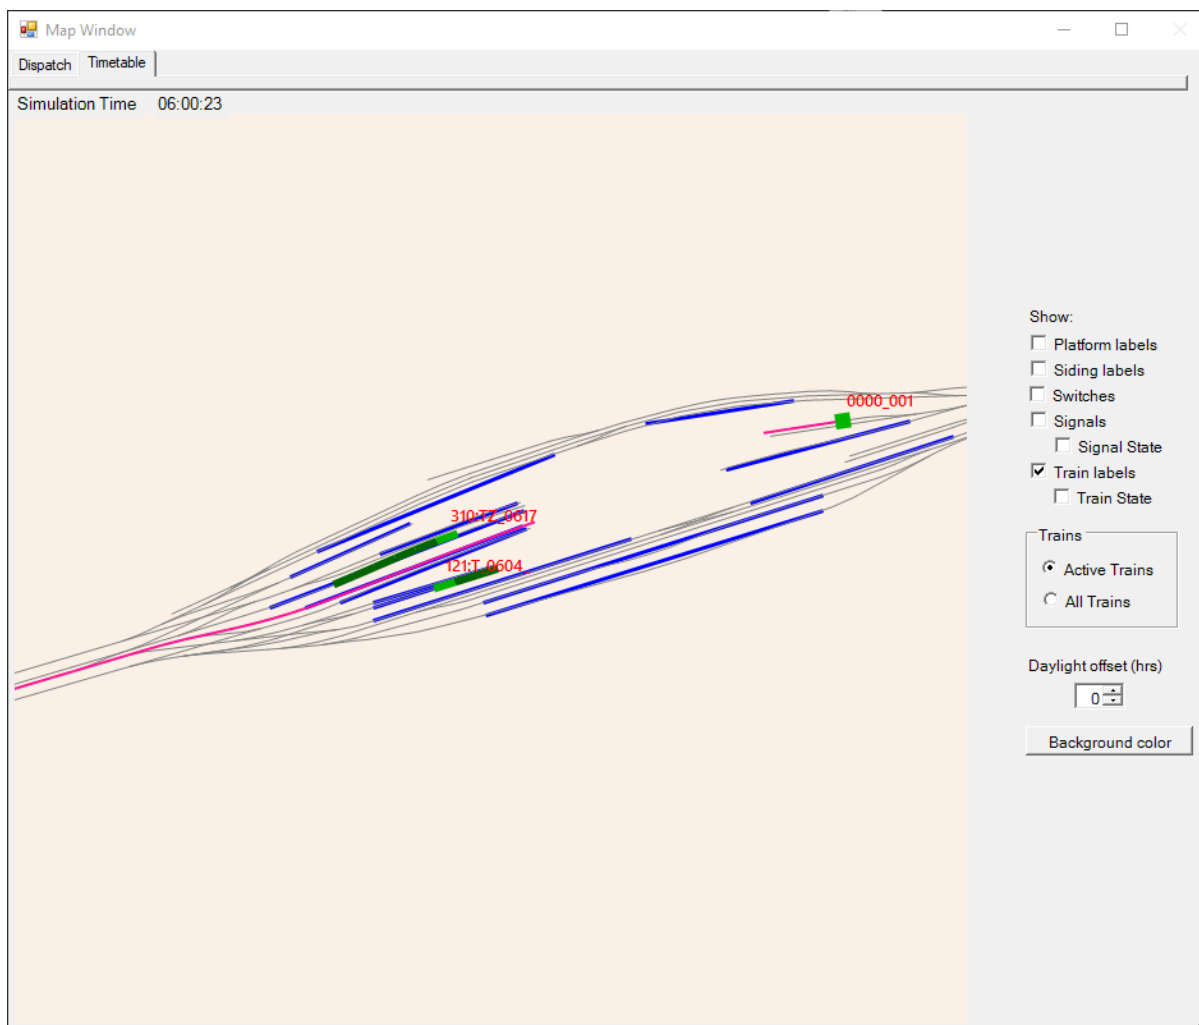 Map Window
Dispatch
Timetable
Simulation Time 06:00:23
0000_001
310:TZ_0617
121:T_0604
Show:
Platform labels
Siding labels
Switches
Signals
Signal State
Train labels
Train State
Trains
Active Trains
All Trains
Daylight offset (hrs)
0
Background color